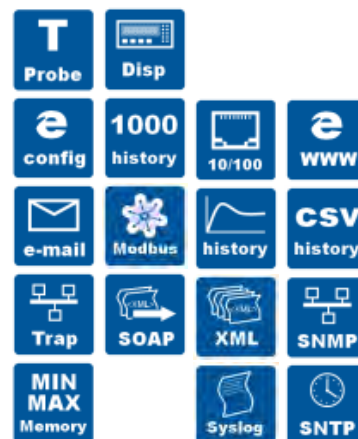 T
Probe
Disp
e
config
1000
history
10/100
e
WWW
e-mail
Modbus
history
CSV
history
Trap
XML
SOAP
XML
XML
SNMP
MIN
MAX
Memory
Syslog
SNTP